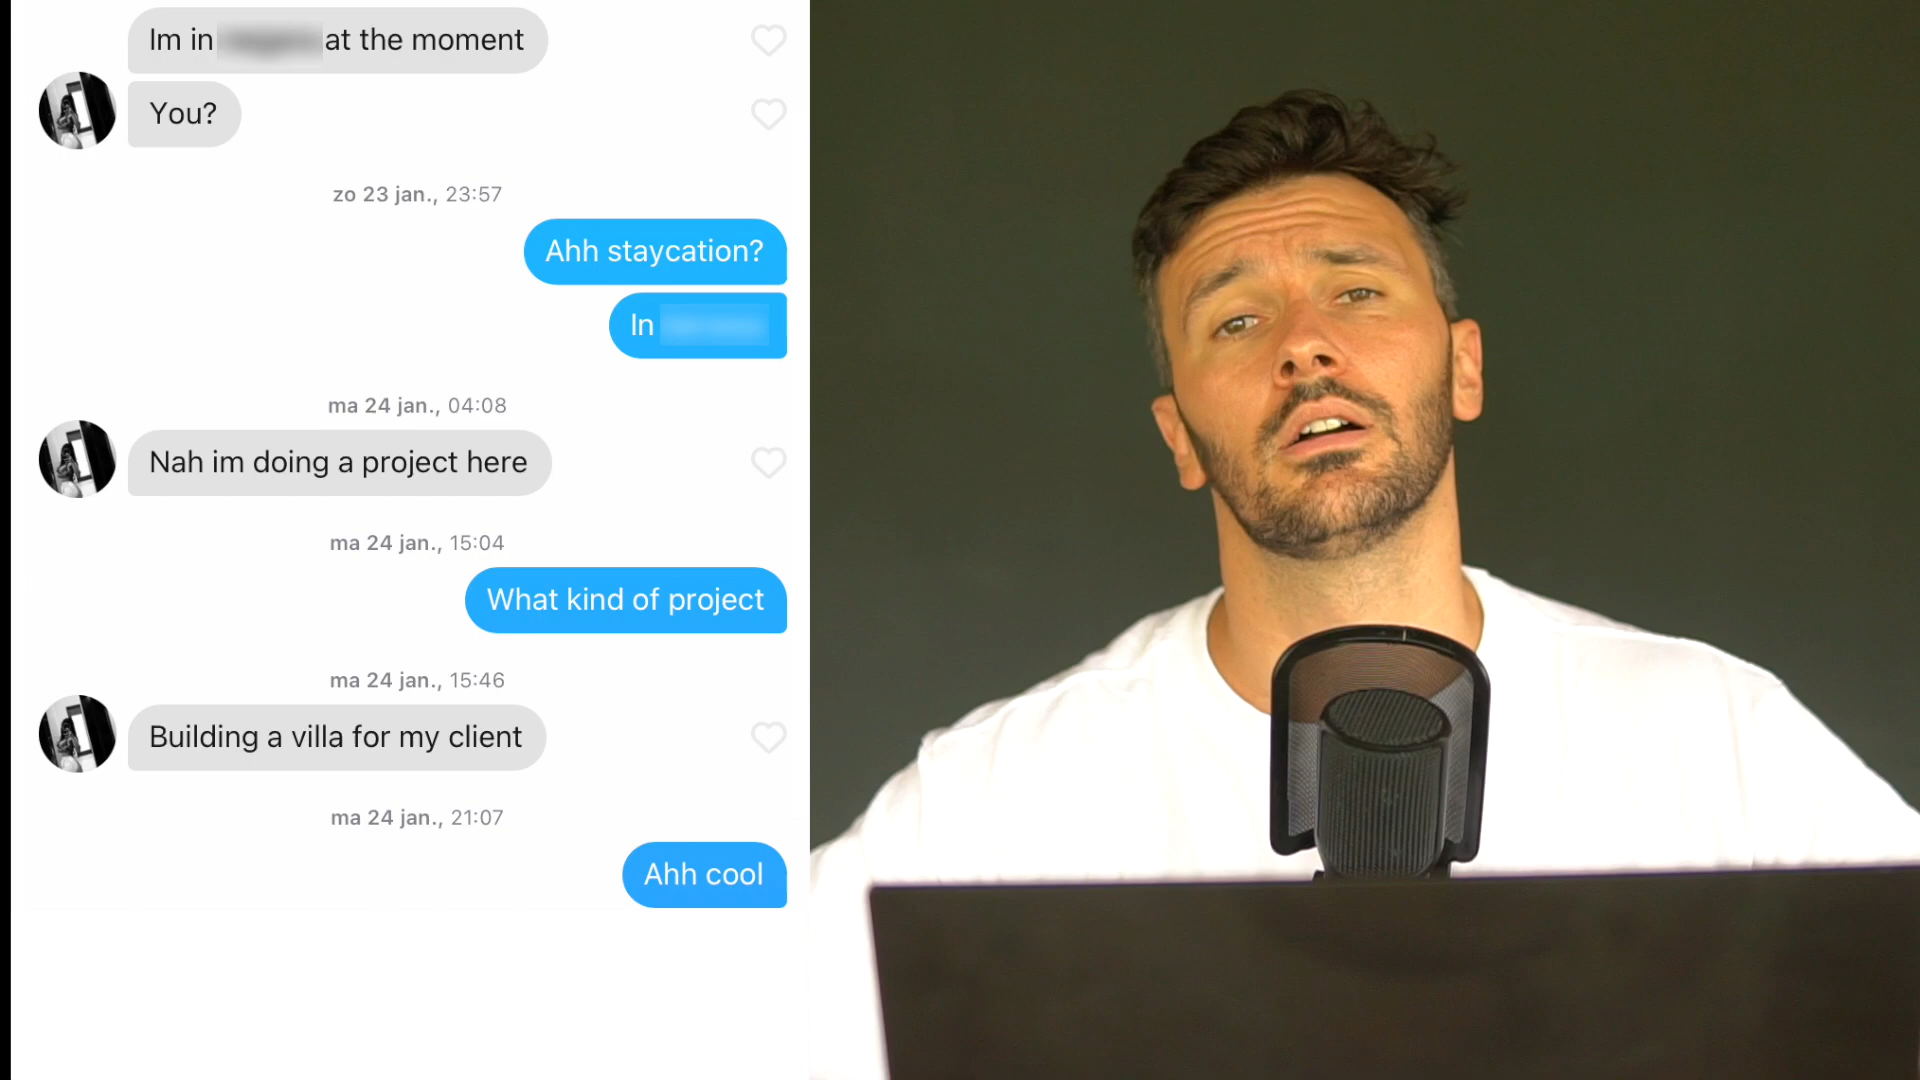 Im in at the moment
You?
zo 23 jan., 23:57
Ahh staycation?
In
ma 24 jan., 04:08
Nah im doing a project here
ma 24 jan., 15:04
What kind of project
ma 24 jan., 15:46
Building a villa for my client
ma 24 jan., 21:07
Ahh cool